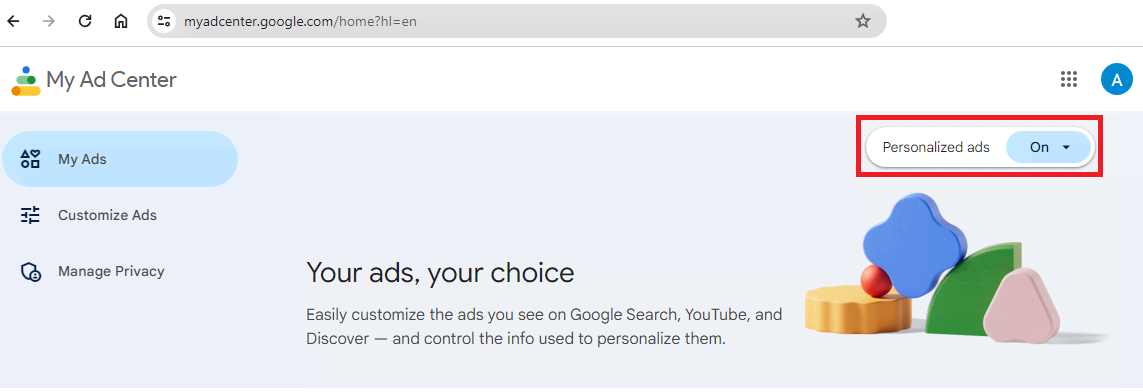 myadcenter.google.com/home?hl=en
My Ad Center
A
My Ads
Personalized ads On
Customize Ads
Manage Privacy
Your ads, your choice
Easily customize the ads you see on Google Search, YouTube, and
Discover — and control the info used to personalize them.